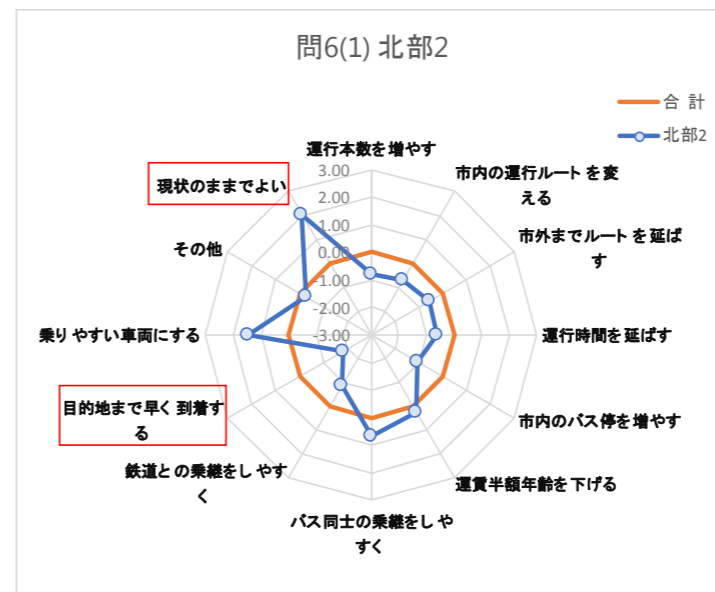 問6(1) 北部2
合 計
北部2
運行本数を増やす
市内の運行ルートを変
える
市外までルートを延ば
す
運行時間を延ばす
市内のバス停を増やす
運賃半額年齢を下げる
バス同士の乗継をしや
すく
鉄道との乗継をしやす
く
目的地まで早く到着す
る
乗りやすい車両にする
その他
現状のままでよい
3.00
2.00
1.00
0.00
-1.00
-2.00
-3.00